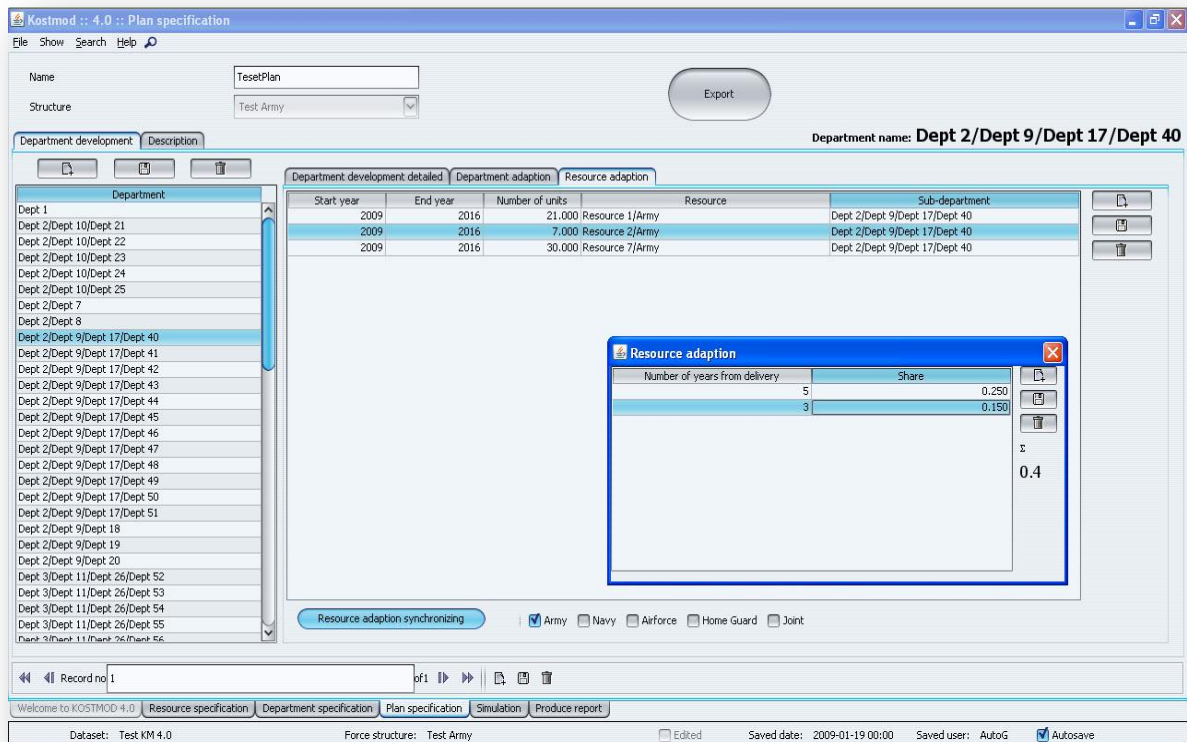 Kostmod :: 4.0 :: Plan specification
File Show Search Help
Name TesetPlan
Export
Structure Test Army
Department development Description
Department name: Dept 2/Dept 9/Dept 17/Dept 40
Department development detailed Department adaption Resource adaption
Department
Dept 1
Dept 2/Dept 10/Dept 21
Dept 2/Dept 10/Dept 22
Dept 2/Dept 10/Dept 23
Dept 2/Dept 10/Dept 24
Dept 2/Dept 10/Dept 25
Dept 2/Dept 7
Dept 2/Dept 8
Dept 2/Dept 9/Dept 17/Dept 40
Dept 2/Dept 9/Dept 17/Dept 41
Dept 2/Dept 9/Dept 17/Dept 42
Dept 2/Dept 9/Dept 17/Dept 43
Dept 2/Dept 9/Dept 17/Dept 44
Dept 2/Dept 9/Dept 17/Dept 45
Dept 2/Dept 9/Dept 17/Dept 46
Dept 2/Dept 9/Dept 17/Dept 47
Dept 2/Dept 9/Dept 17/Dept 48
Dept 2/Dept 9/Dept 17/Dept 49
Dept 2/Dept 9/Dept 17/Dept 50
Dept 2/Dept 9/Dept 17/Dept 51
Dept 2/Dept 9/Dept 18
Dept 2/Dept 9/Dept 19
Dept 2/Dept 9/Dept 20
Dept 3/Dept 11/Dept 26/Dept 52
Dept 3/Dept 11/Dept 26/Dept 53
Dept 3/Dept 11/Dept 26/Dept 54
Dept 3/Dept 11/Dept 26/Dept 55
Dept 3/Dept 11/Dept 26/Dept 56
Start year End year Number of units Resource Sub-department
2009 2016 21.000 Resource 1/Army Dept 2/Dept 9/Dept 17/Dept 40
2009 2016 7.000 Resource 2/Army Dept 2/Dept 9/Dept 17/Dept 40
2009 2016 30.000 Resource 7/Army Dept 2/Dept 9/Dept 17/Dept 40
Resource adaption
Number of years from delivery Share
5 0.250
3 0.150
Σ
0.4
Resource adaption synchronizing Army Navy Airforce Home Guard Joint
Record no 1 of1
Welcome to KOSTMOD 4.0 Resource specification Department specification Plan specification Simulation Produce report
Dataset: Test KM 4.0 Force structure: Test Army Edited Saved date: 2009-01-19 00:00 Saved user: AutoG Autosave